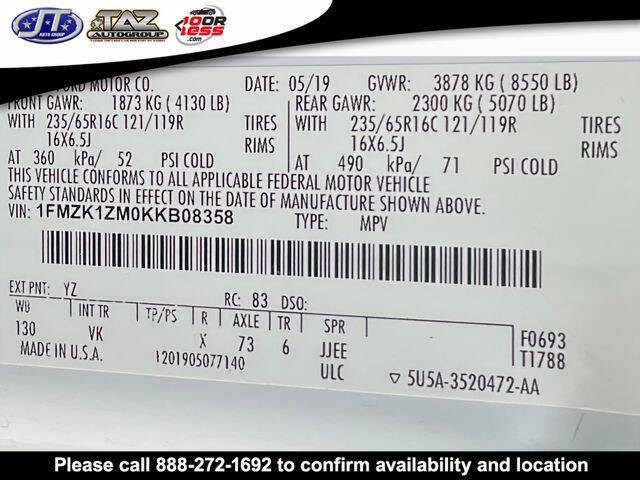 JT
AUTO GROUP
TAZ
AUTOGROUP
10 OR
LESS.com
FORD MOTOR CO. DATE: 05/19 GVWR: 3878 KG ( 8550 LB)
FRONT GAWR: 1873 KG ( 4130 LB) REAR GAWR: 2300 KG ( 5070 LB)
WITH 235/65R16C 121/119R TIRES WITH 235/65R16C 121/119R TIRES
16X6.5J RIMS 16X6.5J RIMS
AT 360 kPa/ 52 PSI COLD AT 490 kPa/ 71 PSI COLD
THIS VEHICLE CONFORMS TO ALL APPLICABLE FEDERAL MOTOR VEHICLE
SAFETY STANDARDS IN EFFECT ON THE DATE OF MANUFACTURE SHOWN ABOVE.
VIN: 1FMZK1ZM0KKB08358 TYPE: MPV
EXT PNT: YZ RC: 83 DSO:
WB INT TR TP/PS R AXLE TR SPR F0693
130 VK X 73 6 JJEE T1788
MADE IN U.S.A. 1201905077140 ULC ▽ 5U5A-3520472-AA
Please call 888-272-1692 to confirm availability and location